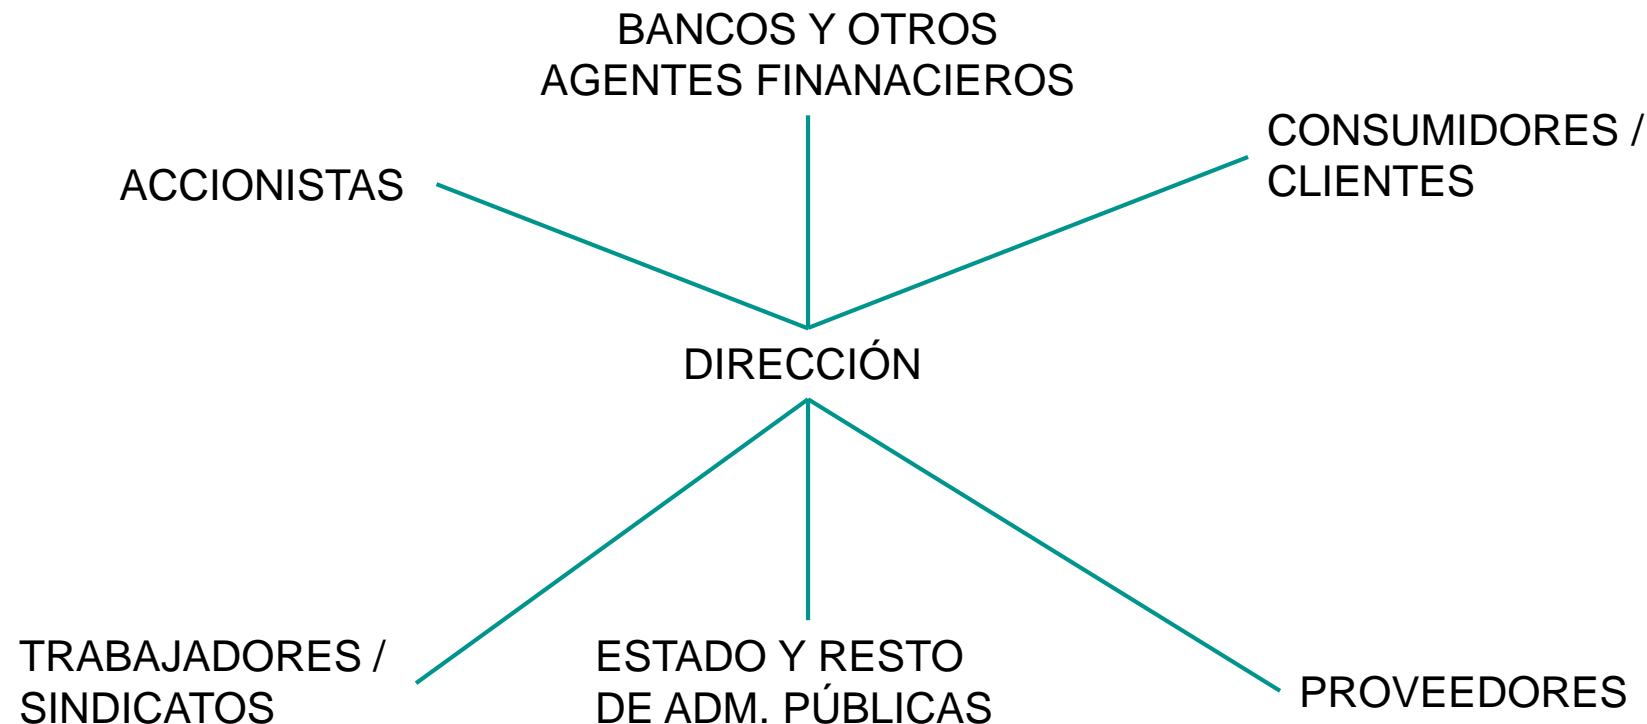 BANCOS Y OTROS
AGENTES FINANACIEROS
CONSUMIDORES /
CLIENTES
ACCIONISTAS
DIRECCIÓN
TRABAJADORES /
SINDICATOS
ESTADO Y RESTO
DE ADM. PÚBLICAS
PROVEEDORES